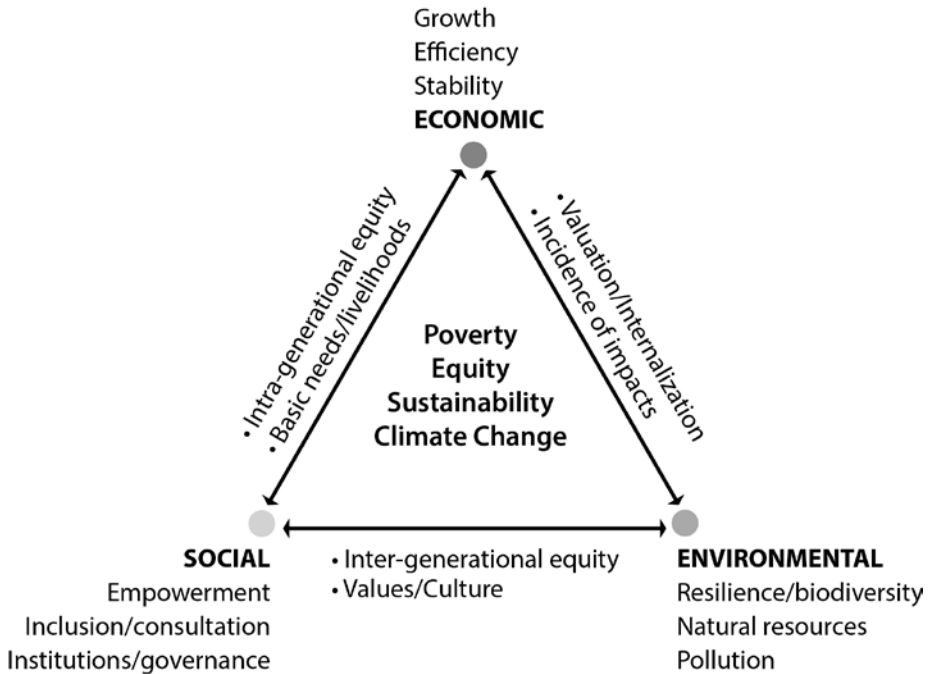 Growth
Efficiency
Stability
ECONOMIC
• Intra-generational equity
• Basic needs/livelihoods
• Valuation/Internalization
• Incidence of impacts
Poverty
Equity
Sustainability
Climate Change
SOCIAL
Empowerment
Inclusion/consultation
Institutions/governance
• Inter-generational equity
• Values/Culture
ENVIRONMENTAL
Resilience/biodiversity
Natural resources
Pollution